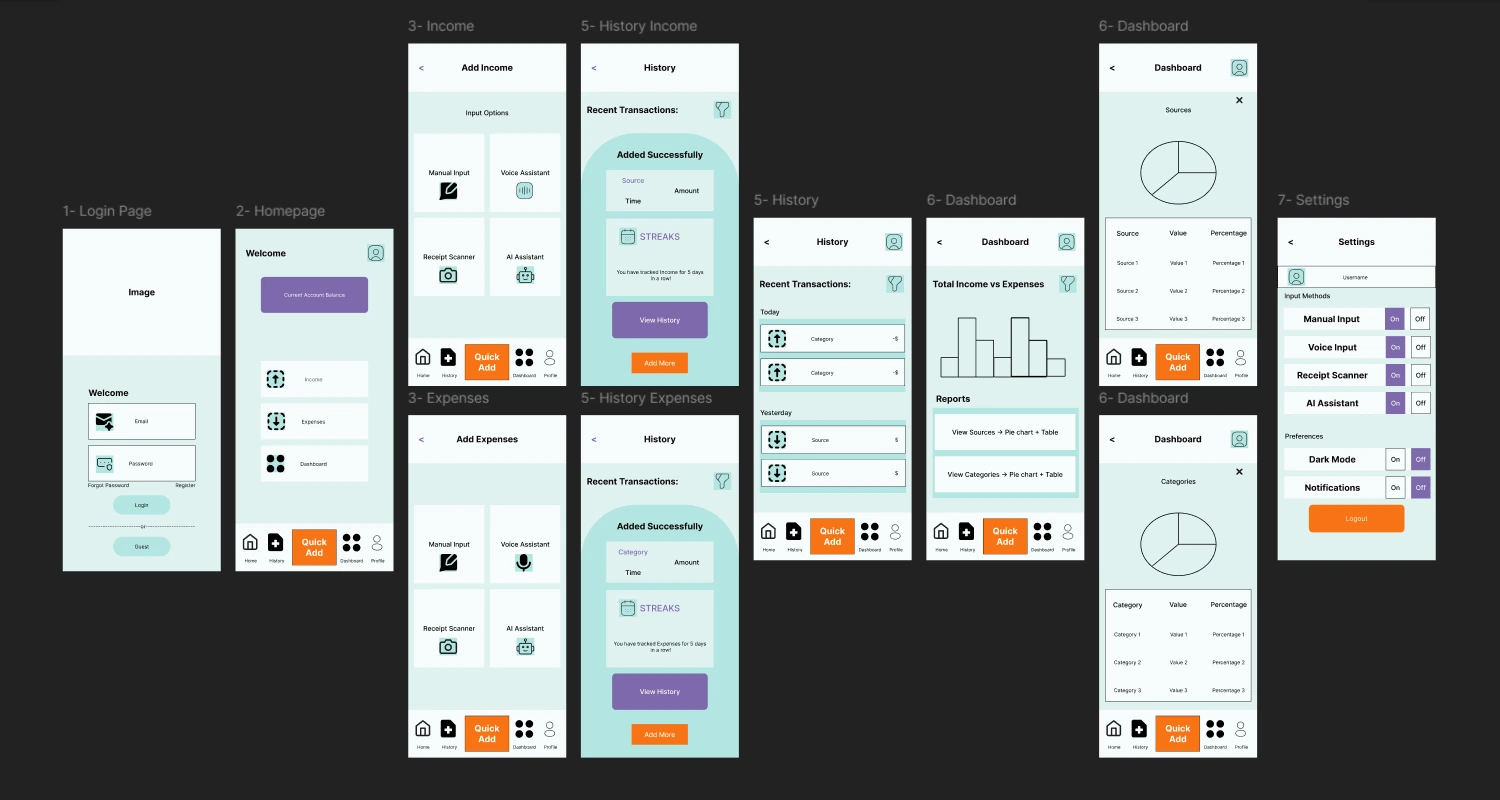 1- Login Page
Image
Welcome
Email
Password
Forgot Password
Register
Login
or
Guest
2- Homepage
Welcome
Current Account Balance
Income
Expenses
Dashboard
Home
History
Quick
Add
Dashboard
Profile
3- Income
<
Add Income
Input Options
Manual Input
Voice Assistant
Receipt Scanner
AI Assistant
Home
History
Quick
Add
Dashboard
Profile
3- Expenses
<
Add Expenses
Manual Input
Voice Assistant
Receipt Scanner
AI Assistant
Home
History
Quick
Add
Dashboard
Profile
5- History Income
<
History
Recent Transactions:
Added Successfully
Source
Amount
Time
STREAKS
You have tracked Income for 5 days
in a row!
View History
Add More
5- History Expenses
<
History
Recent Transactions:
Added Successfully
Category
Amount
Time
STREAKS
You have tracked Expenses for 5 days
in a row!
View History
Add More
5- History
<
History
Recent Transactions:
Today
Category
-$
Category
-$
Yesterday
Source
$
Source
$
Home
History
Quick
Add
Dashboard
Profile
6- Dashboard
<
Dashboard
Total Income vs Expenses
Reports
View Sources → Pie chart + Table
View Categories → Pie chart + Table
Home
History
Quick
Add
Dashboard
Profile
6- Dashboard
<
Dashboard
Sources
Source Value Percentage
Source 1 Value 1 Percentage 1
Source 2 Value 2 Percentage 2
Source 3 Value 3 Percentage 3
Home
History
Quick
Add
Dashboard
Profile
6- Dashboard
<
Dashboard
Categories
Category Value Percentage
Category 1 Value 1 Percentage 1
Category 2 Value 2 Percentage 2
Category 3 Value 3 Percentage 3
Home
History
Quick
Add
Dashboard
Profile
7- Settings
<
Settings
Username
Input Methods
Manual Input On Off
Voice Input On Off
Receipt Scanner On Off
AI Assistant On Off
Preferences
Dark Mode On Off
Notifications On Off
Logout